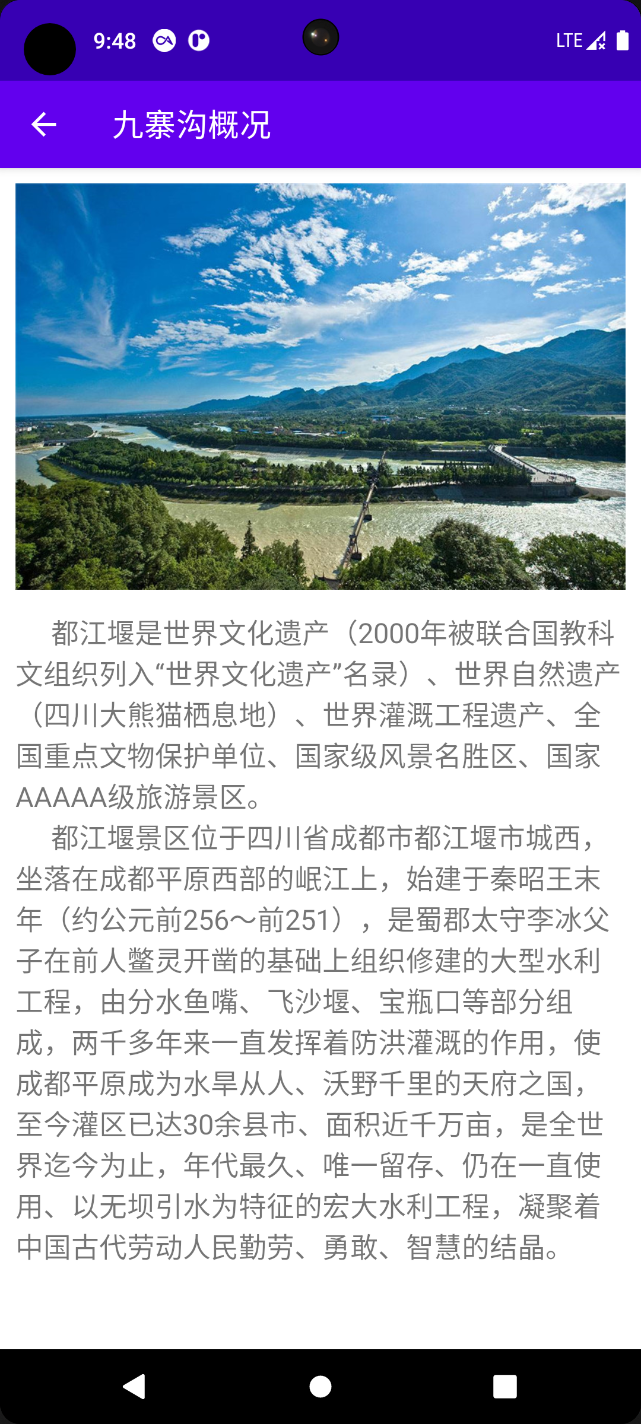 9:48
LTE
九寨沟概况
都江堰是世界文化遗产（2000年被联合国教科
文组织列入“世界文化遗产”名录）、世界自然遗产
（四川大熊猫栖息地）、世界灌溉工程遗产、全
国重点文物保护单位、国家级风景名胜区、国家
AAAAA级旅游景区。
都江堰景区位于四川省成都市都江堰市城西，
坐落在成都平原西部的岷江上，始建于秦昭王末
年（约公元前256～前251），是蜀郡太守李冰父
子在前人鳖灵开凿的基础上组织修建的大型水利
工程，由分水鱼嘴、飞沙堰、宝瓶口等部分组
成，两千多年来一直发挥着防洪灌溉的作用，使
成都平原成为水旱从人、沃野千里的天府之国，
至今灌区已达30余县市、面积近千万亩，是全世
界迄今为止，年代最久、唯一留存、仍在一直使
用、以无坝引水为特征的宏大水利工程，凝聚着
中国古代劳动人民勤劳、勇敢、智慧的结晶。